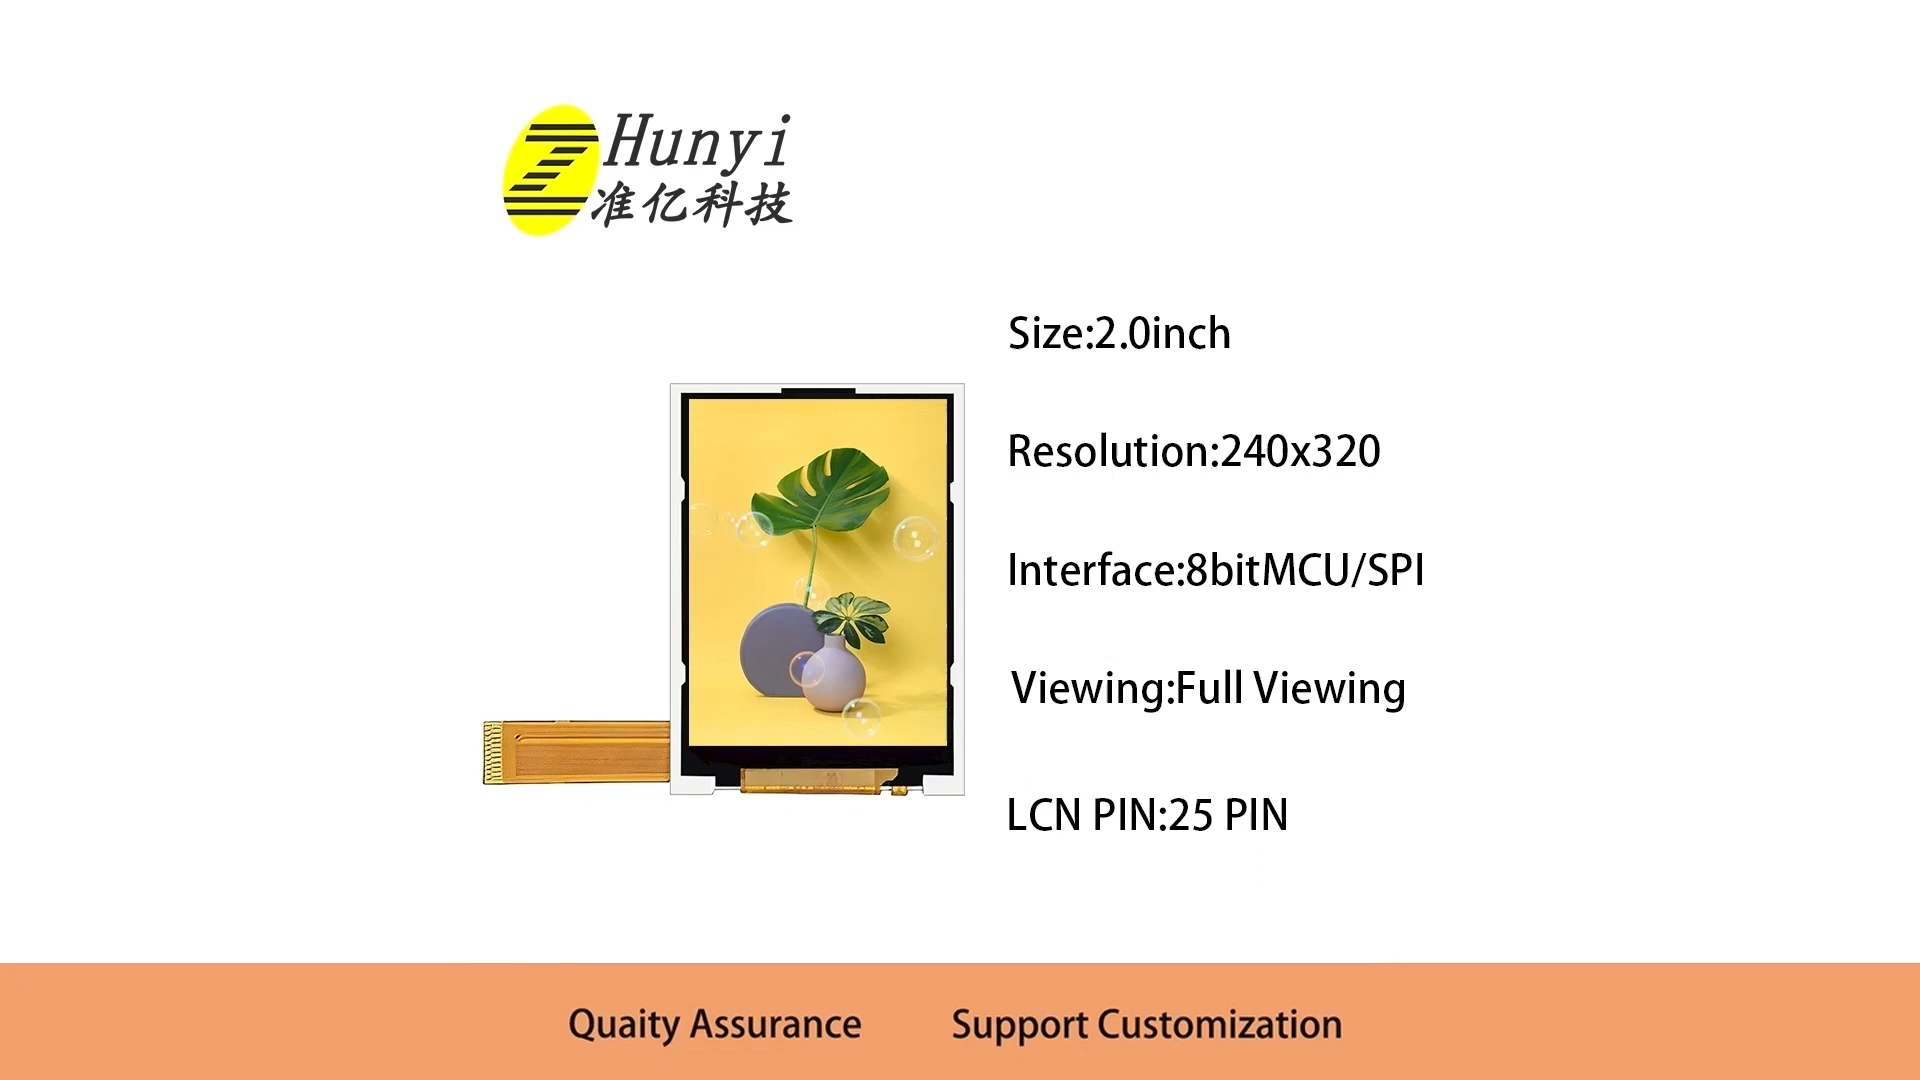 Hunyi
准亿科技
Size:2.0inch
Resolution:240x320
Interface:8bitMCU/SPI
Viewing:Full Viewing
LCN PIN:25 PIN
Quaity Assurance
Support Customization